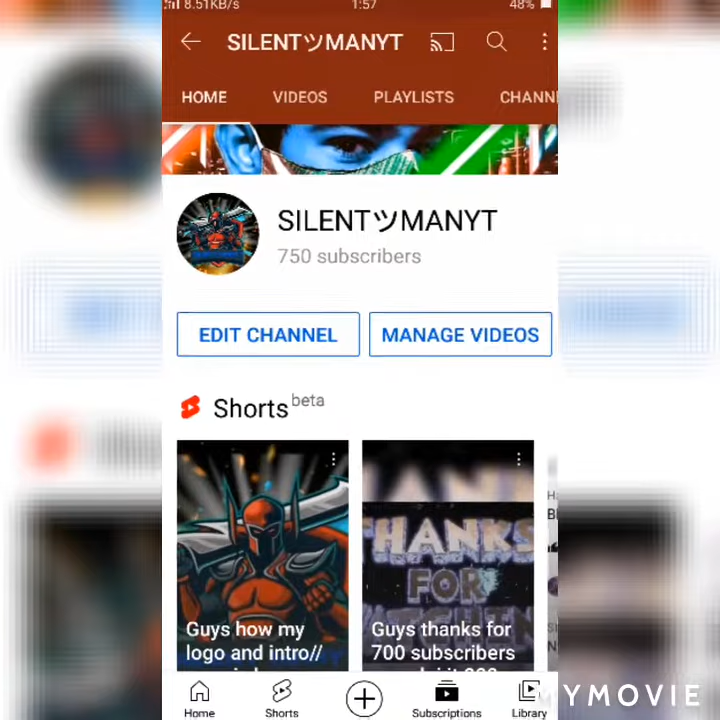 8.51KB/s 1:57 48%
SILENTツMANYT
HOME VIDEOS PLAYLISTS CHANN
SILENTツMANYT
750 subscribers
EDIT CHANNEL MANAGE VIDEOS
Shorts beta
THANKS
FOR
Guys how my
logo and intro//
Guys thanks for
700 subscribers
Home Shorts Subscriptions Library
MYMOVIE